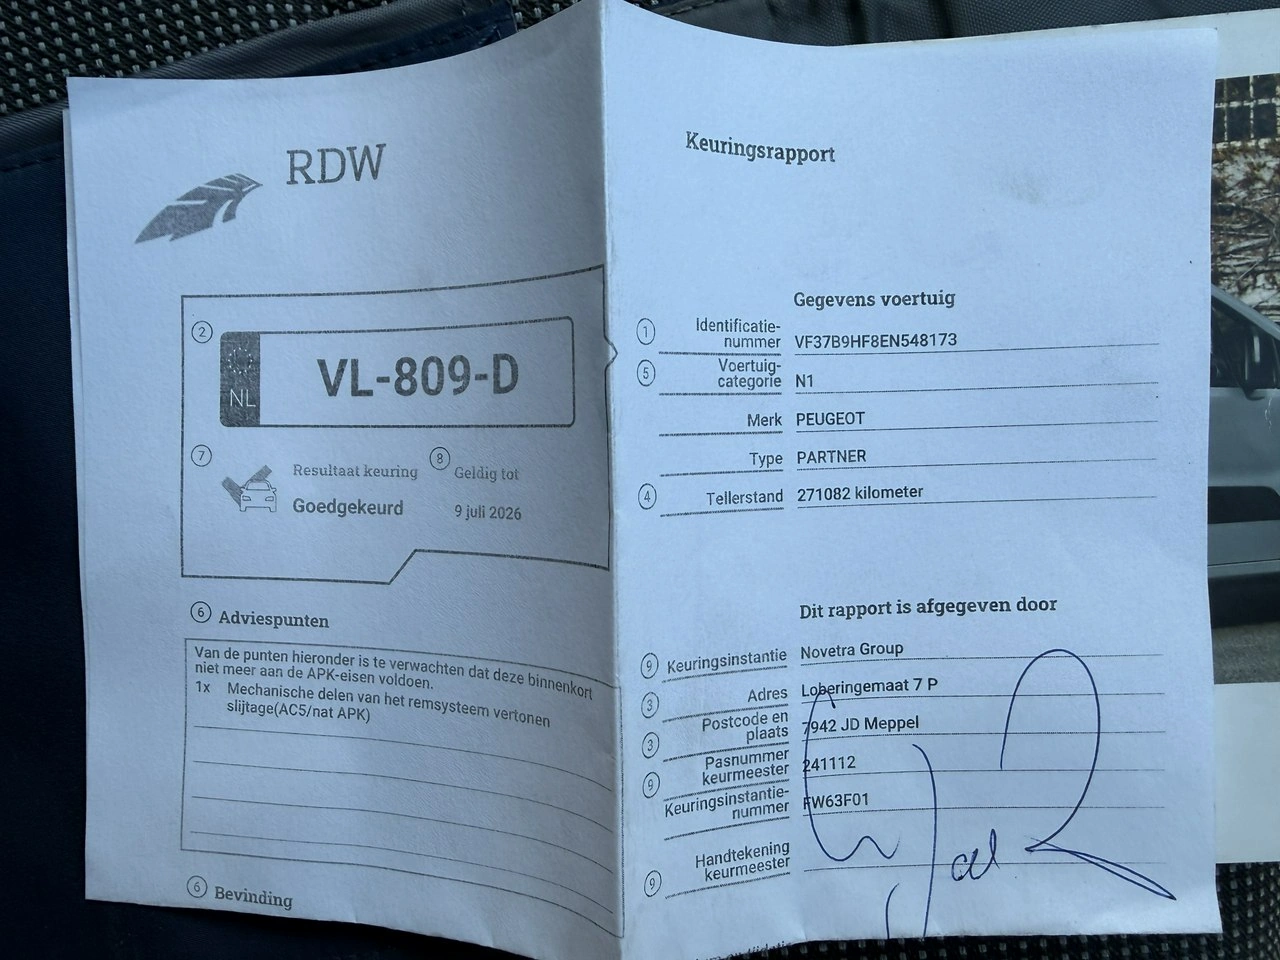 RDW
2
NL
VL-809-D
7
Resultaat keuring
Goedgekeurd
8
Geldig tot
9 juli 2026
6 Adviespunten
Van de punten hieronder is te verwachten dat deze binnenkort
niet meer aan de APK-eisen voldoen.
1x Mechanische delen van het remsysteem vertonen
slijtage(AC5/nat APK)
6 Bevinding
Keuringsrapport
Gegevens voertuig
1 Identificatie-
nummer VF37B9HF8EN548173
5 Voertuig-
categorie N1
Merk PEUGEOT
Type PARTNER
4 Tellerstand 271082 kilometer
Dit rapport is afgegeven door
9 Keuringsinstantie Novetra Group
3 Adres Loberingemaat 7 P
3 Postcode en
plaats 7942 JD Meppel
9 Pasnummer
keurmeester 241112
Keuringsinstantie-
nummer FW63F01
9 Handtekening
keurmeester